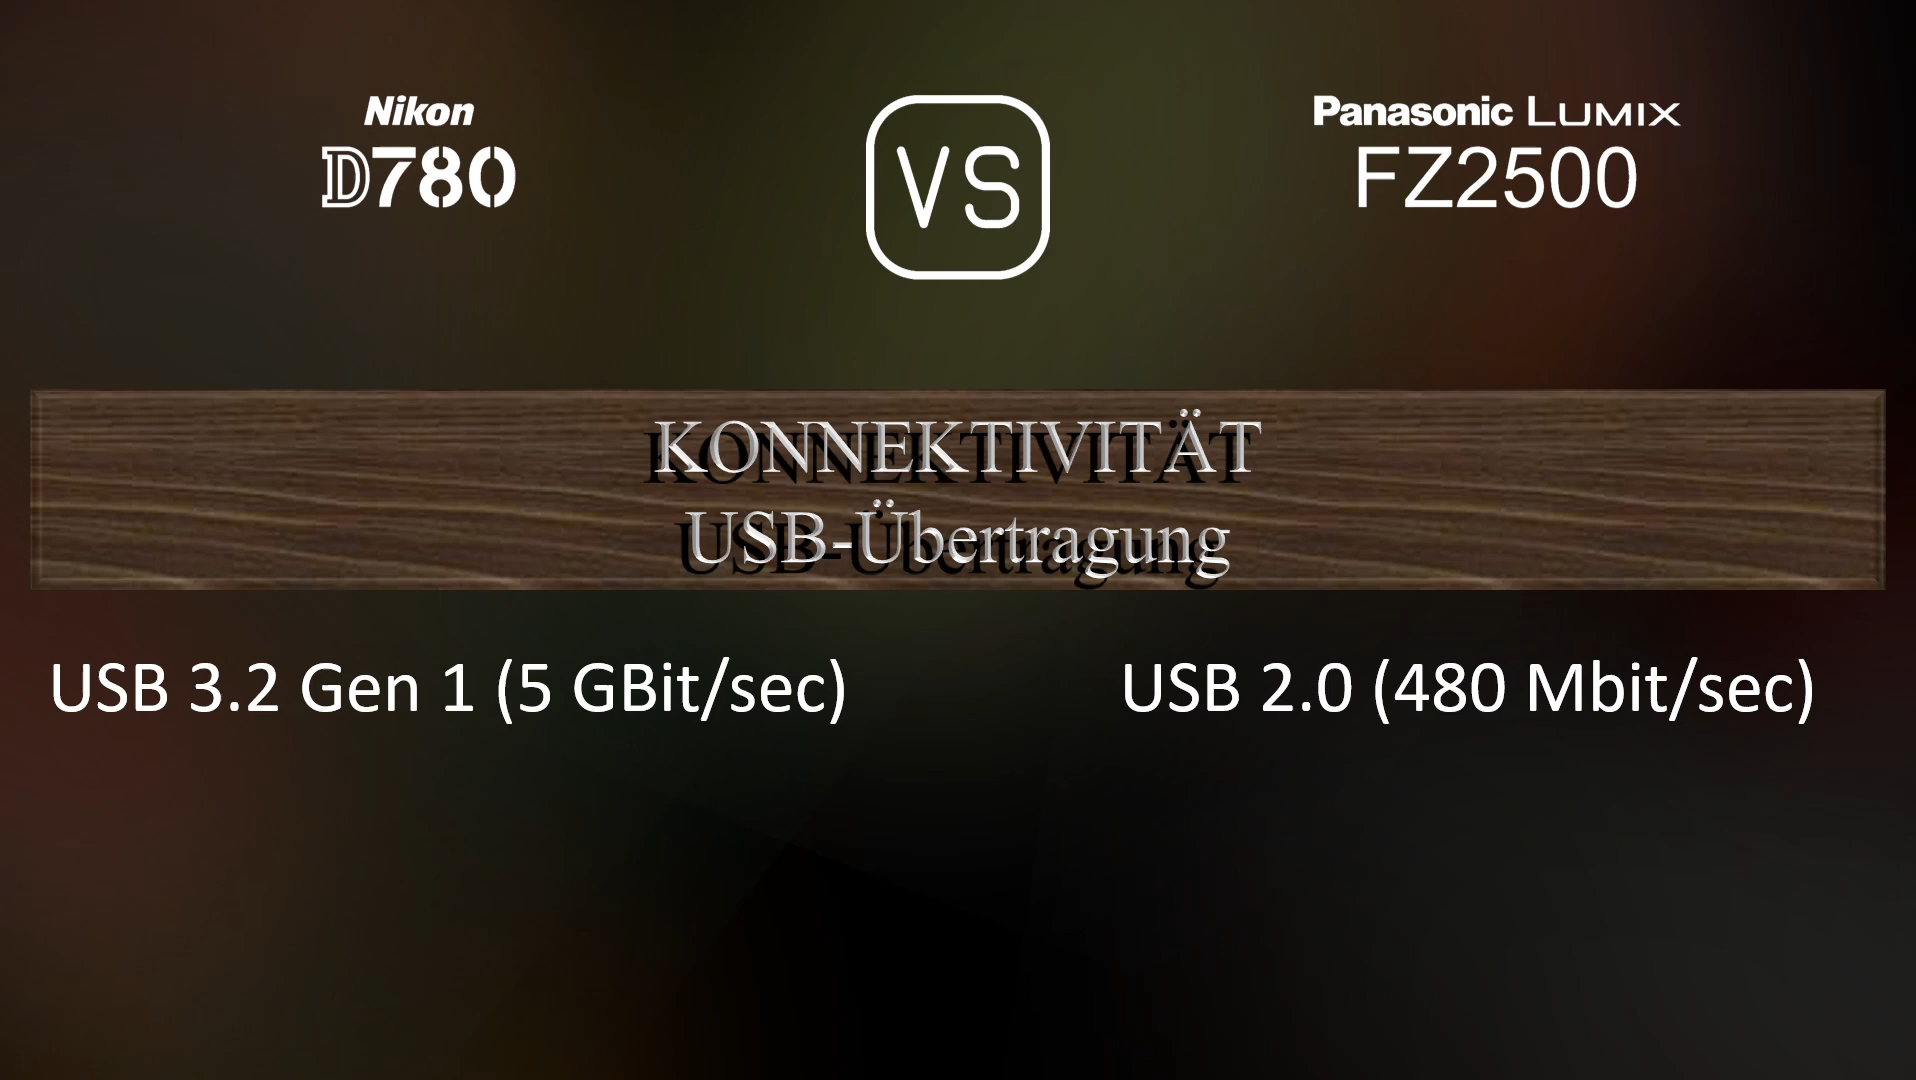 Nikon
D780
VS
Panasonic LUMIX
FZ2500
KONNEKTIVITÄT
USB-Übertragung
USB 3.2 Gen 1 (5 GBit/sec)
USB 2.0 (480 Mbit/sec)